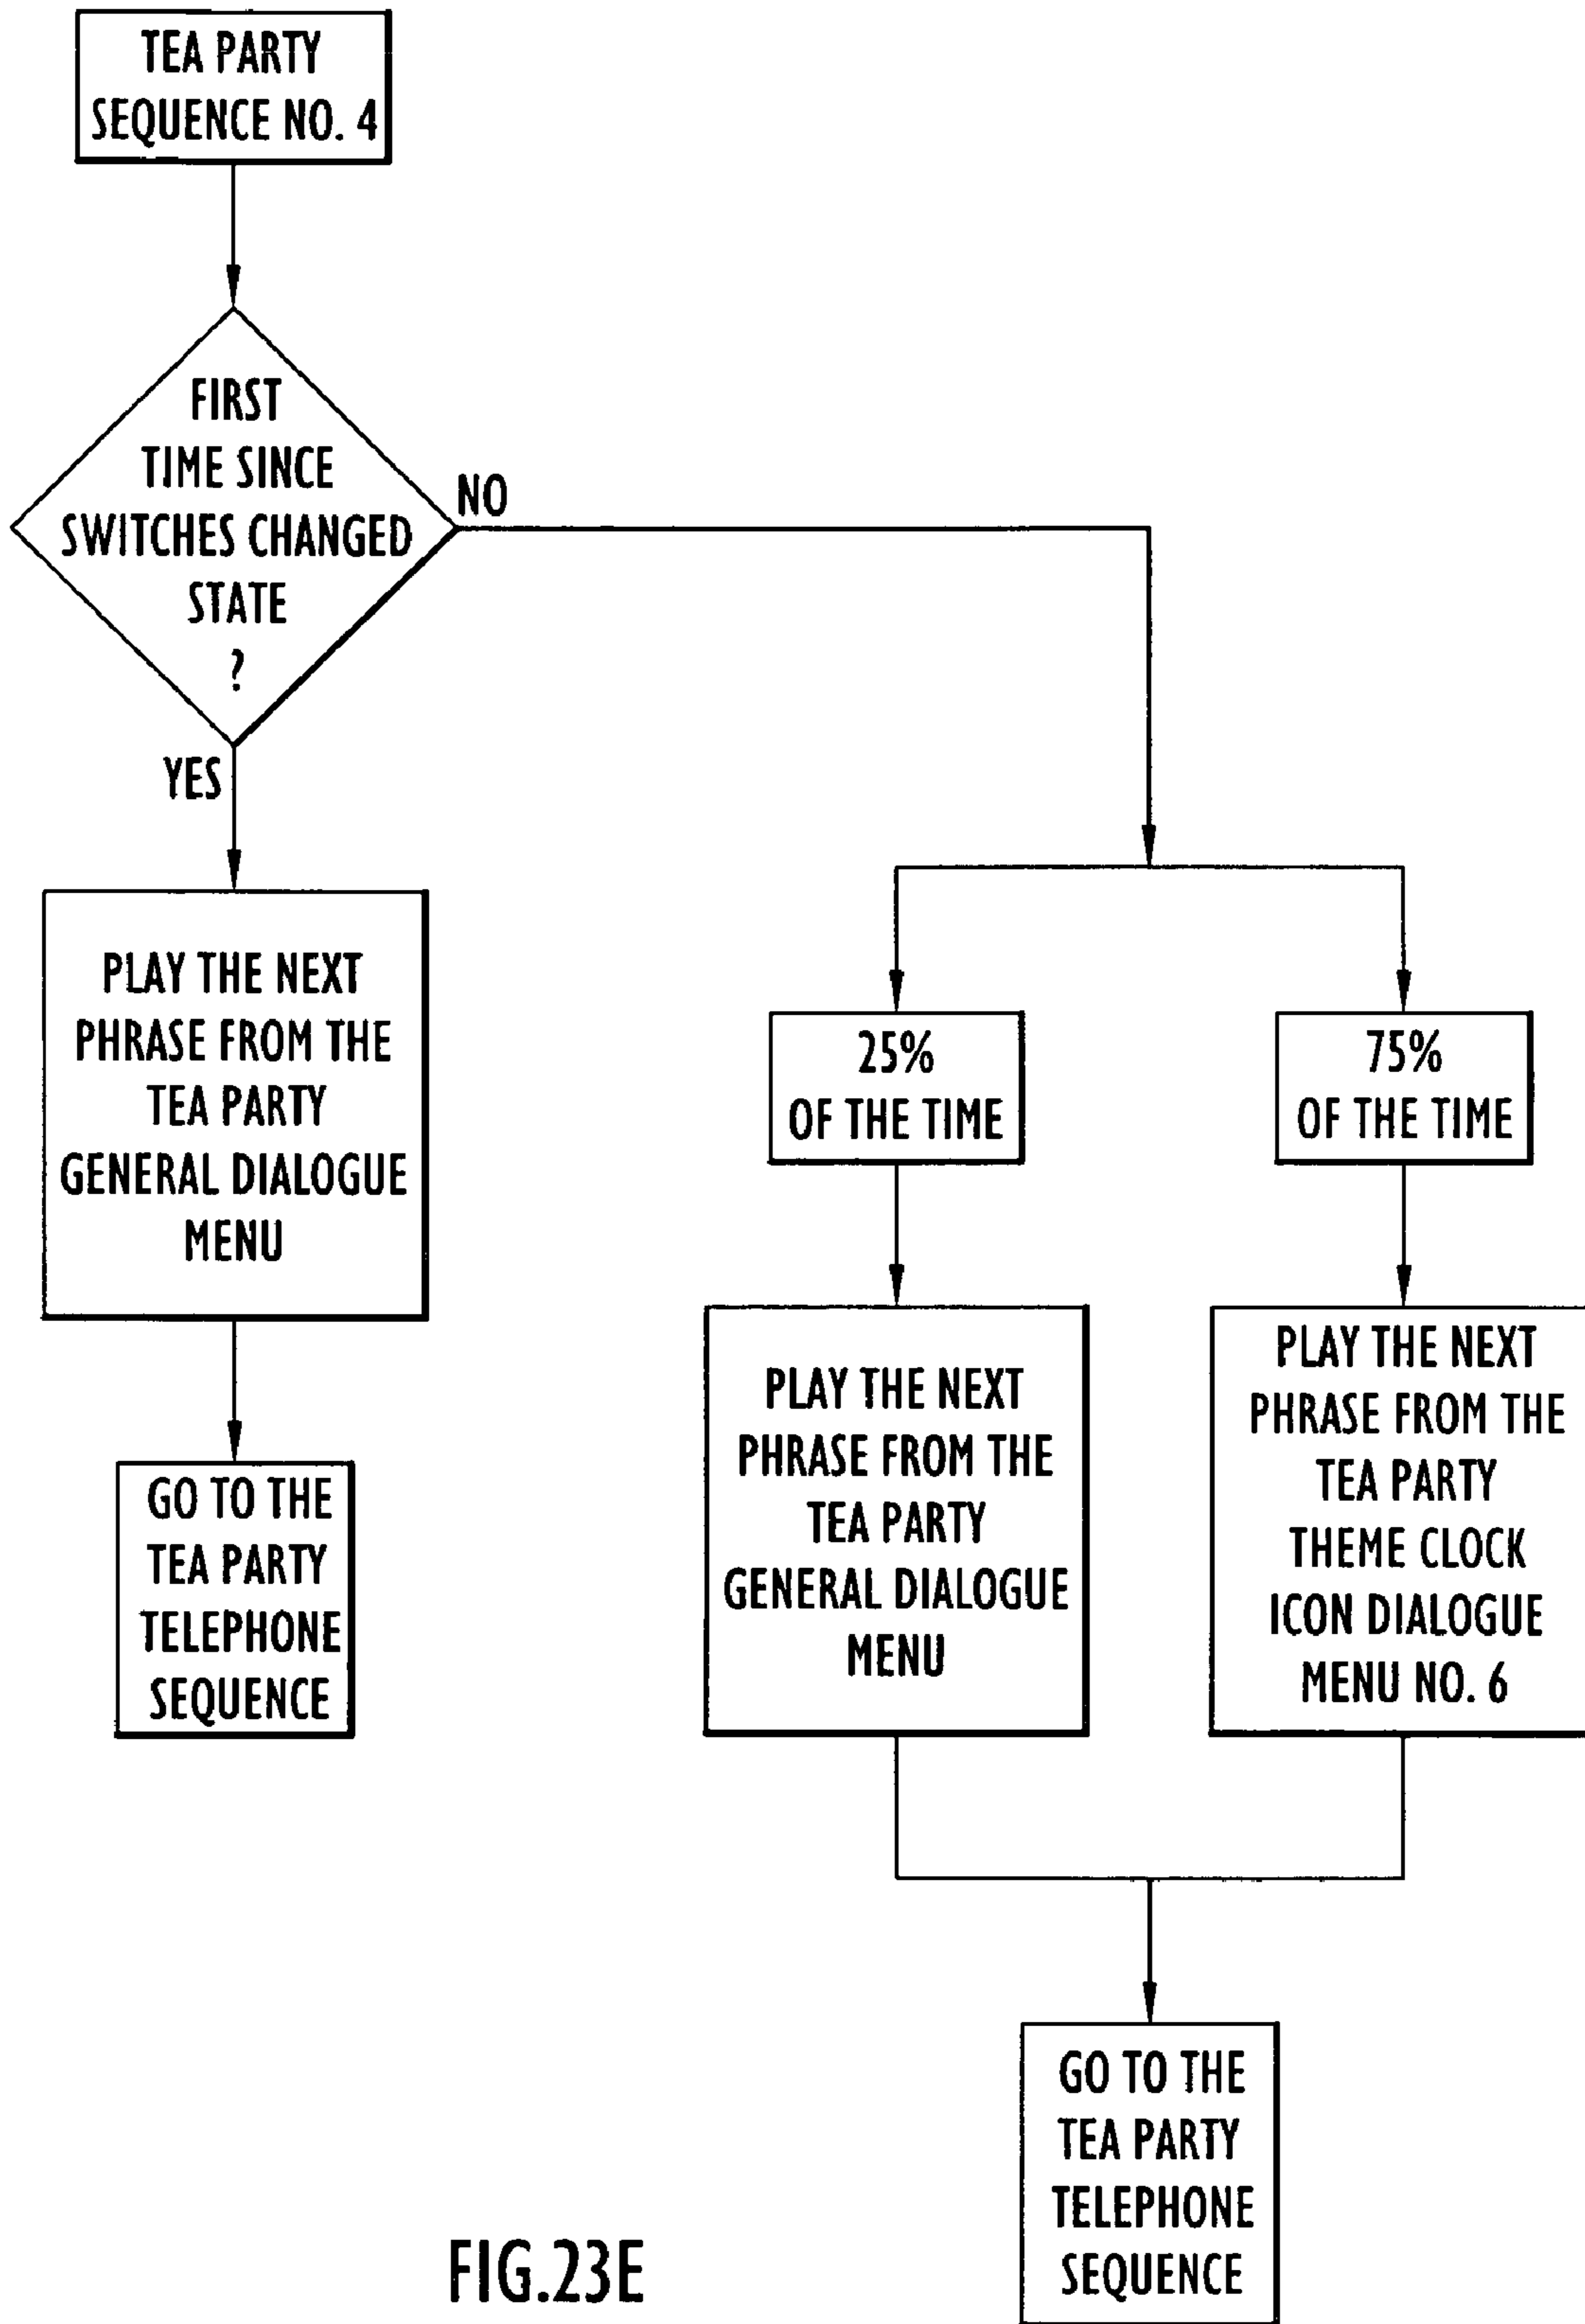 TEA PARTY
SEQUENCE NO. 4
FIRST
TIME SINCE
SWITCHES CHANGED
STATE
?
NO
YES
PLAY THE NEXT
PHRASE FROM THE
TEA PARTY
GENERAL DIALOGUE
MENU
GO TO THE
TEA PARTY
TELEPHONE
SEQUENCE
25%
OF THE TIME
75%
OF THE TIME
PLAY THE NEXT
PHRASE FROM THE
TEA PARTY
GENERAL DIALOGUE
MENU
PLAY THE NEXT
PHRASE FROM THE
TEA PARTY
THEME CLOCK
ICON DIALOGUE
MENU NO. 6
GO TO THE
TEA PARTY
TELEPHONE
SEQUENCE
FIG.23E